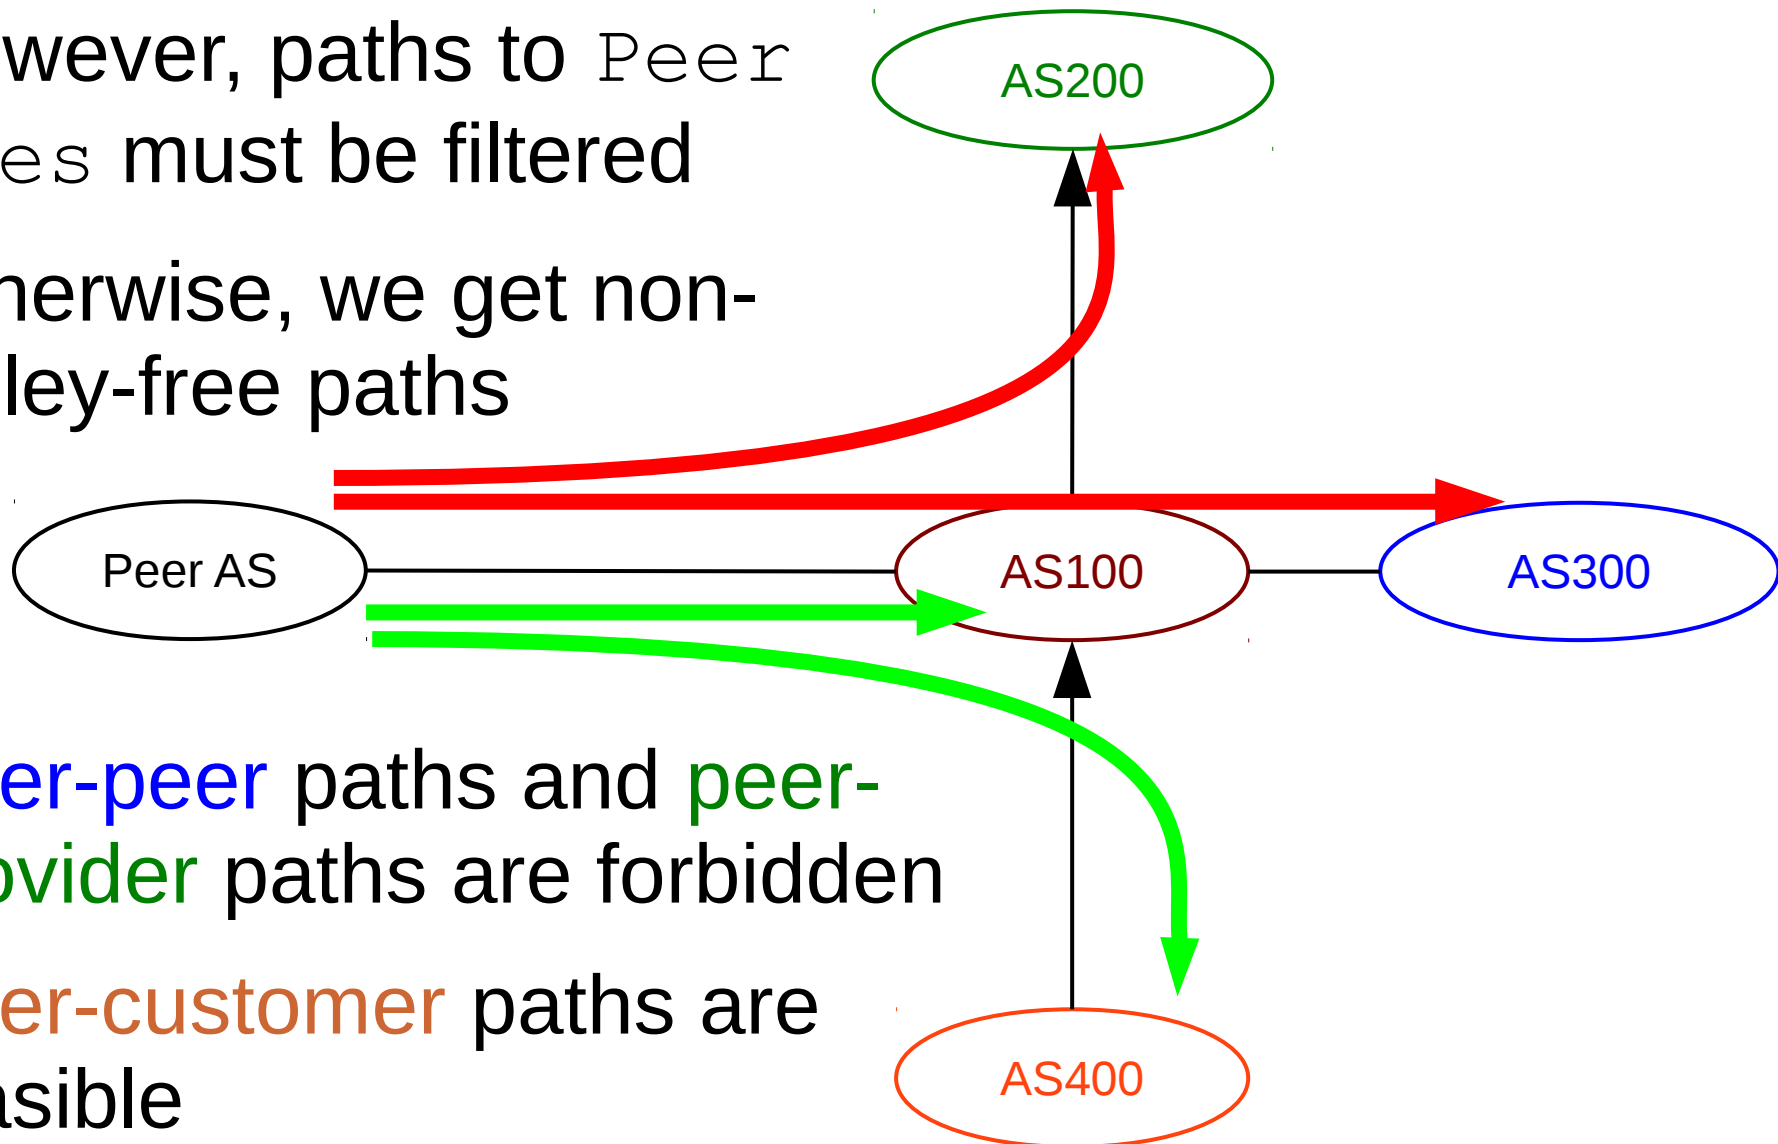 wever, paths to Peer
es must be filtered
herwise, we get non-
ley-free paths
er-peer paths and peer-
ovider paths are forbidden
er-customer paths are
asible
AS200
Peer AS
AS100
AS300
AS400